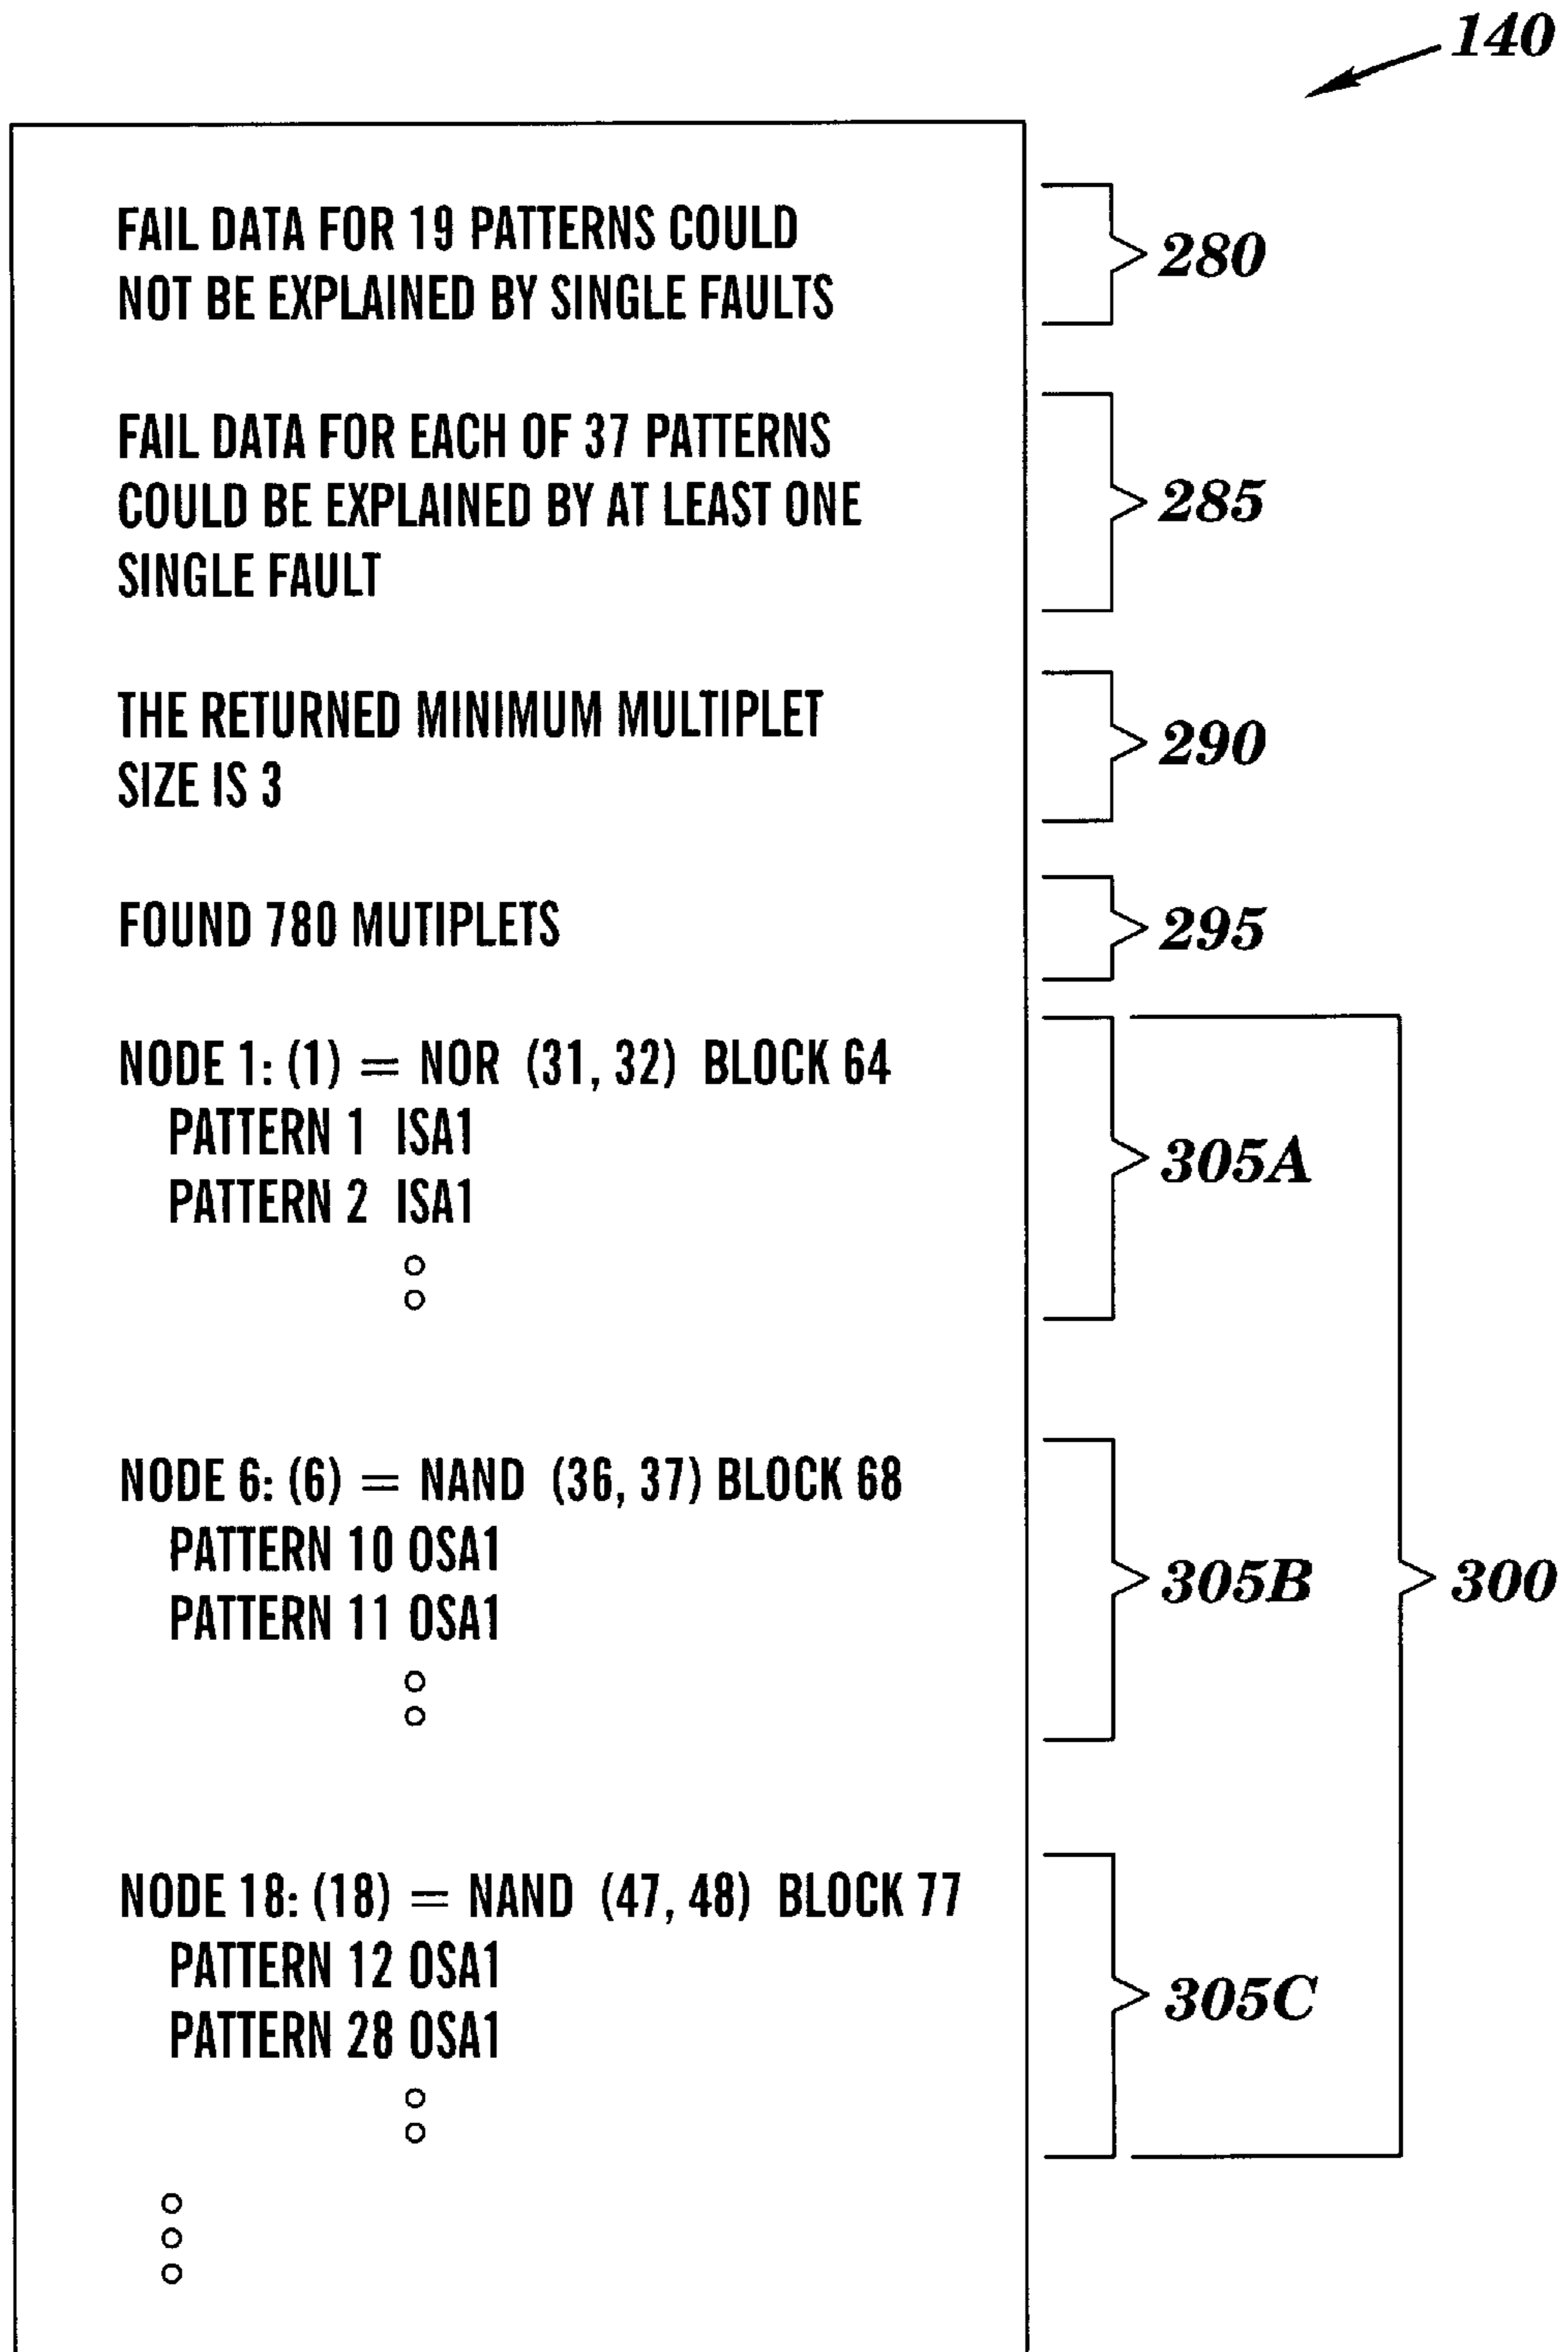 140
FAIL DATA FOR 19 PATTERNS COULD
NOT BE EXPLAINED BY SINGLE FAULTS
280
FAIL DATA FOR EACH OF 37 PATTERNS
COULD BE EXPLAINED BY AT LEAST ONE
SINGLE FAULT
285
THE RETURNED MINIMUM MULTIPLET
SIZE IS 3
290
FOUND 780 MUTIPLETS
295
NODE 1: (1) = NOR (31, 32) BLOCK 64
PATTERN 1 ISA1
PATTERN 2 ISA1
305A
NODE 6: (6) = NAND (36, 37) BLOCK 68
PATTERN 10 OSA1
PATTERN 11 OSA1
305B
300
NODE 18: (18) = NAND (47, 48) BLOCK 77
PATTERN 12 OSA1
PATTERN 28 OSA1
305C